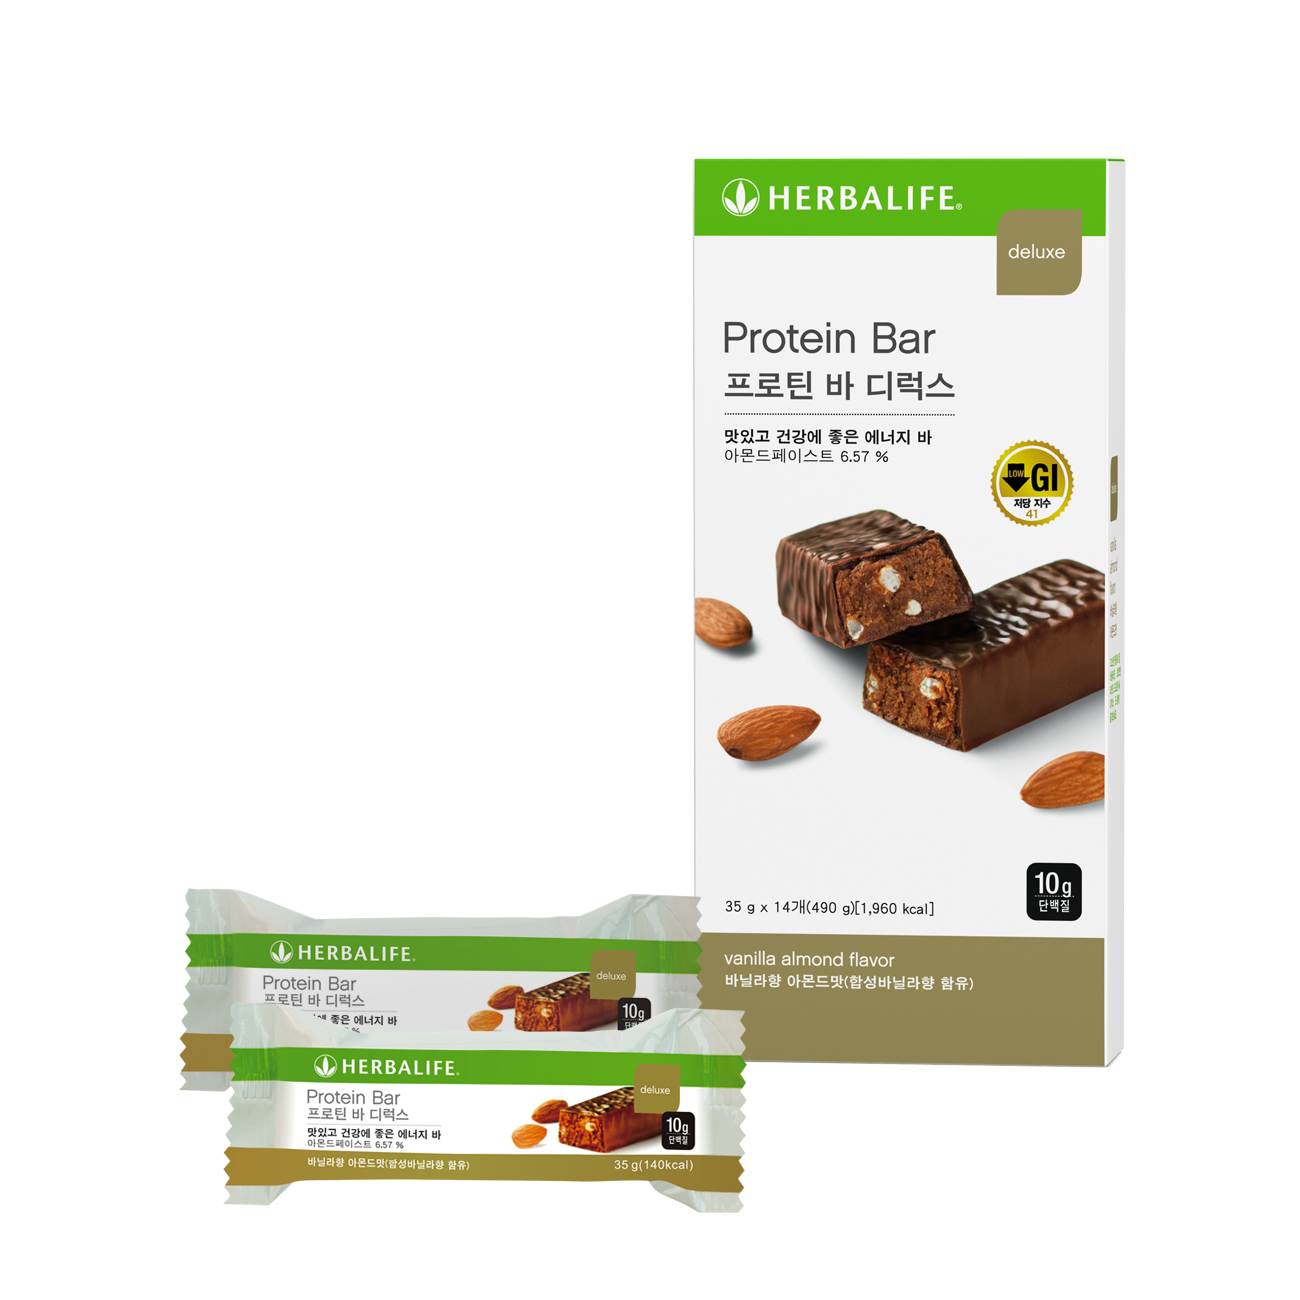 HERBALIFE®
deluxe
Protein Bar
프로틴 바 디럭스
맛있고 건강에 좋은 에너지 바
아몬드페이스트 6.57 %
LOW GI
저당 지수
41
10g
단백질
35 g x 14개(490 g)[1,960 kcal]
vanilla almond flavor
바닐라향 아몬드맛(합성바닐라향 함유)
HERBALIFE®
deluxe
Protein Bar
프로틴 바 디럭스
좋은 에너지 바
%
10g
HERBALIFE®
deluxe
Protein Bar
프로틴 바 디럭스
맛있고 건강에 좋은 에너지 바
아몬드페이스트 6.57 %
10g
단백질
바닐라향 아몬드맛(합성바닐라향 함유)
35 g(140kcal)